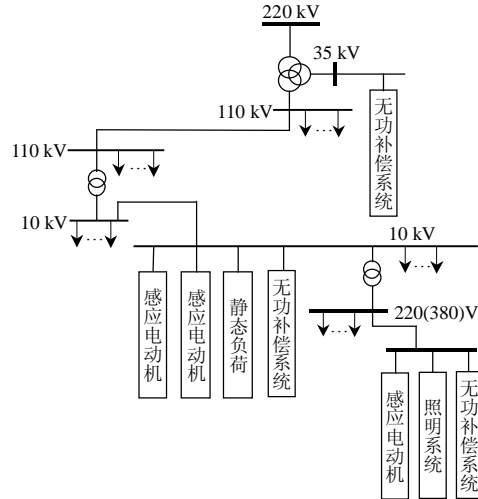 220 kV
35 kV
无功补偿系统
110 kV
110 kV
10 kV
10 kV
感应电动机
感应电动机
静态负荷
无功补偿系统
220(380)V
感应电动机
照明系统
无功补偿系统